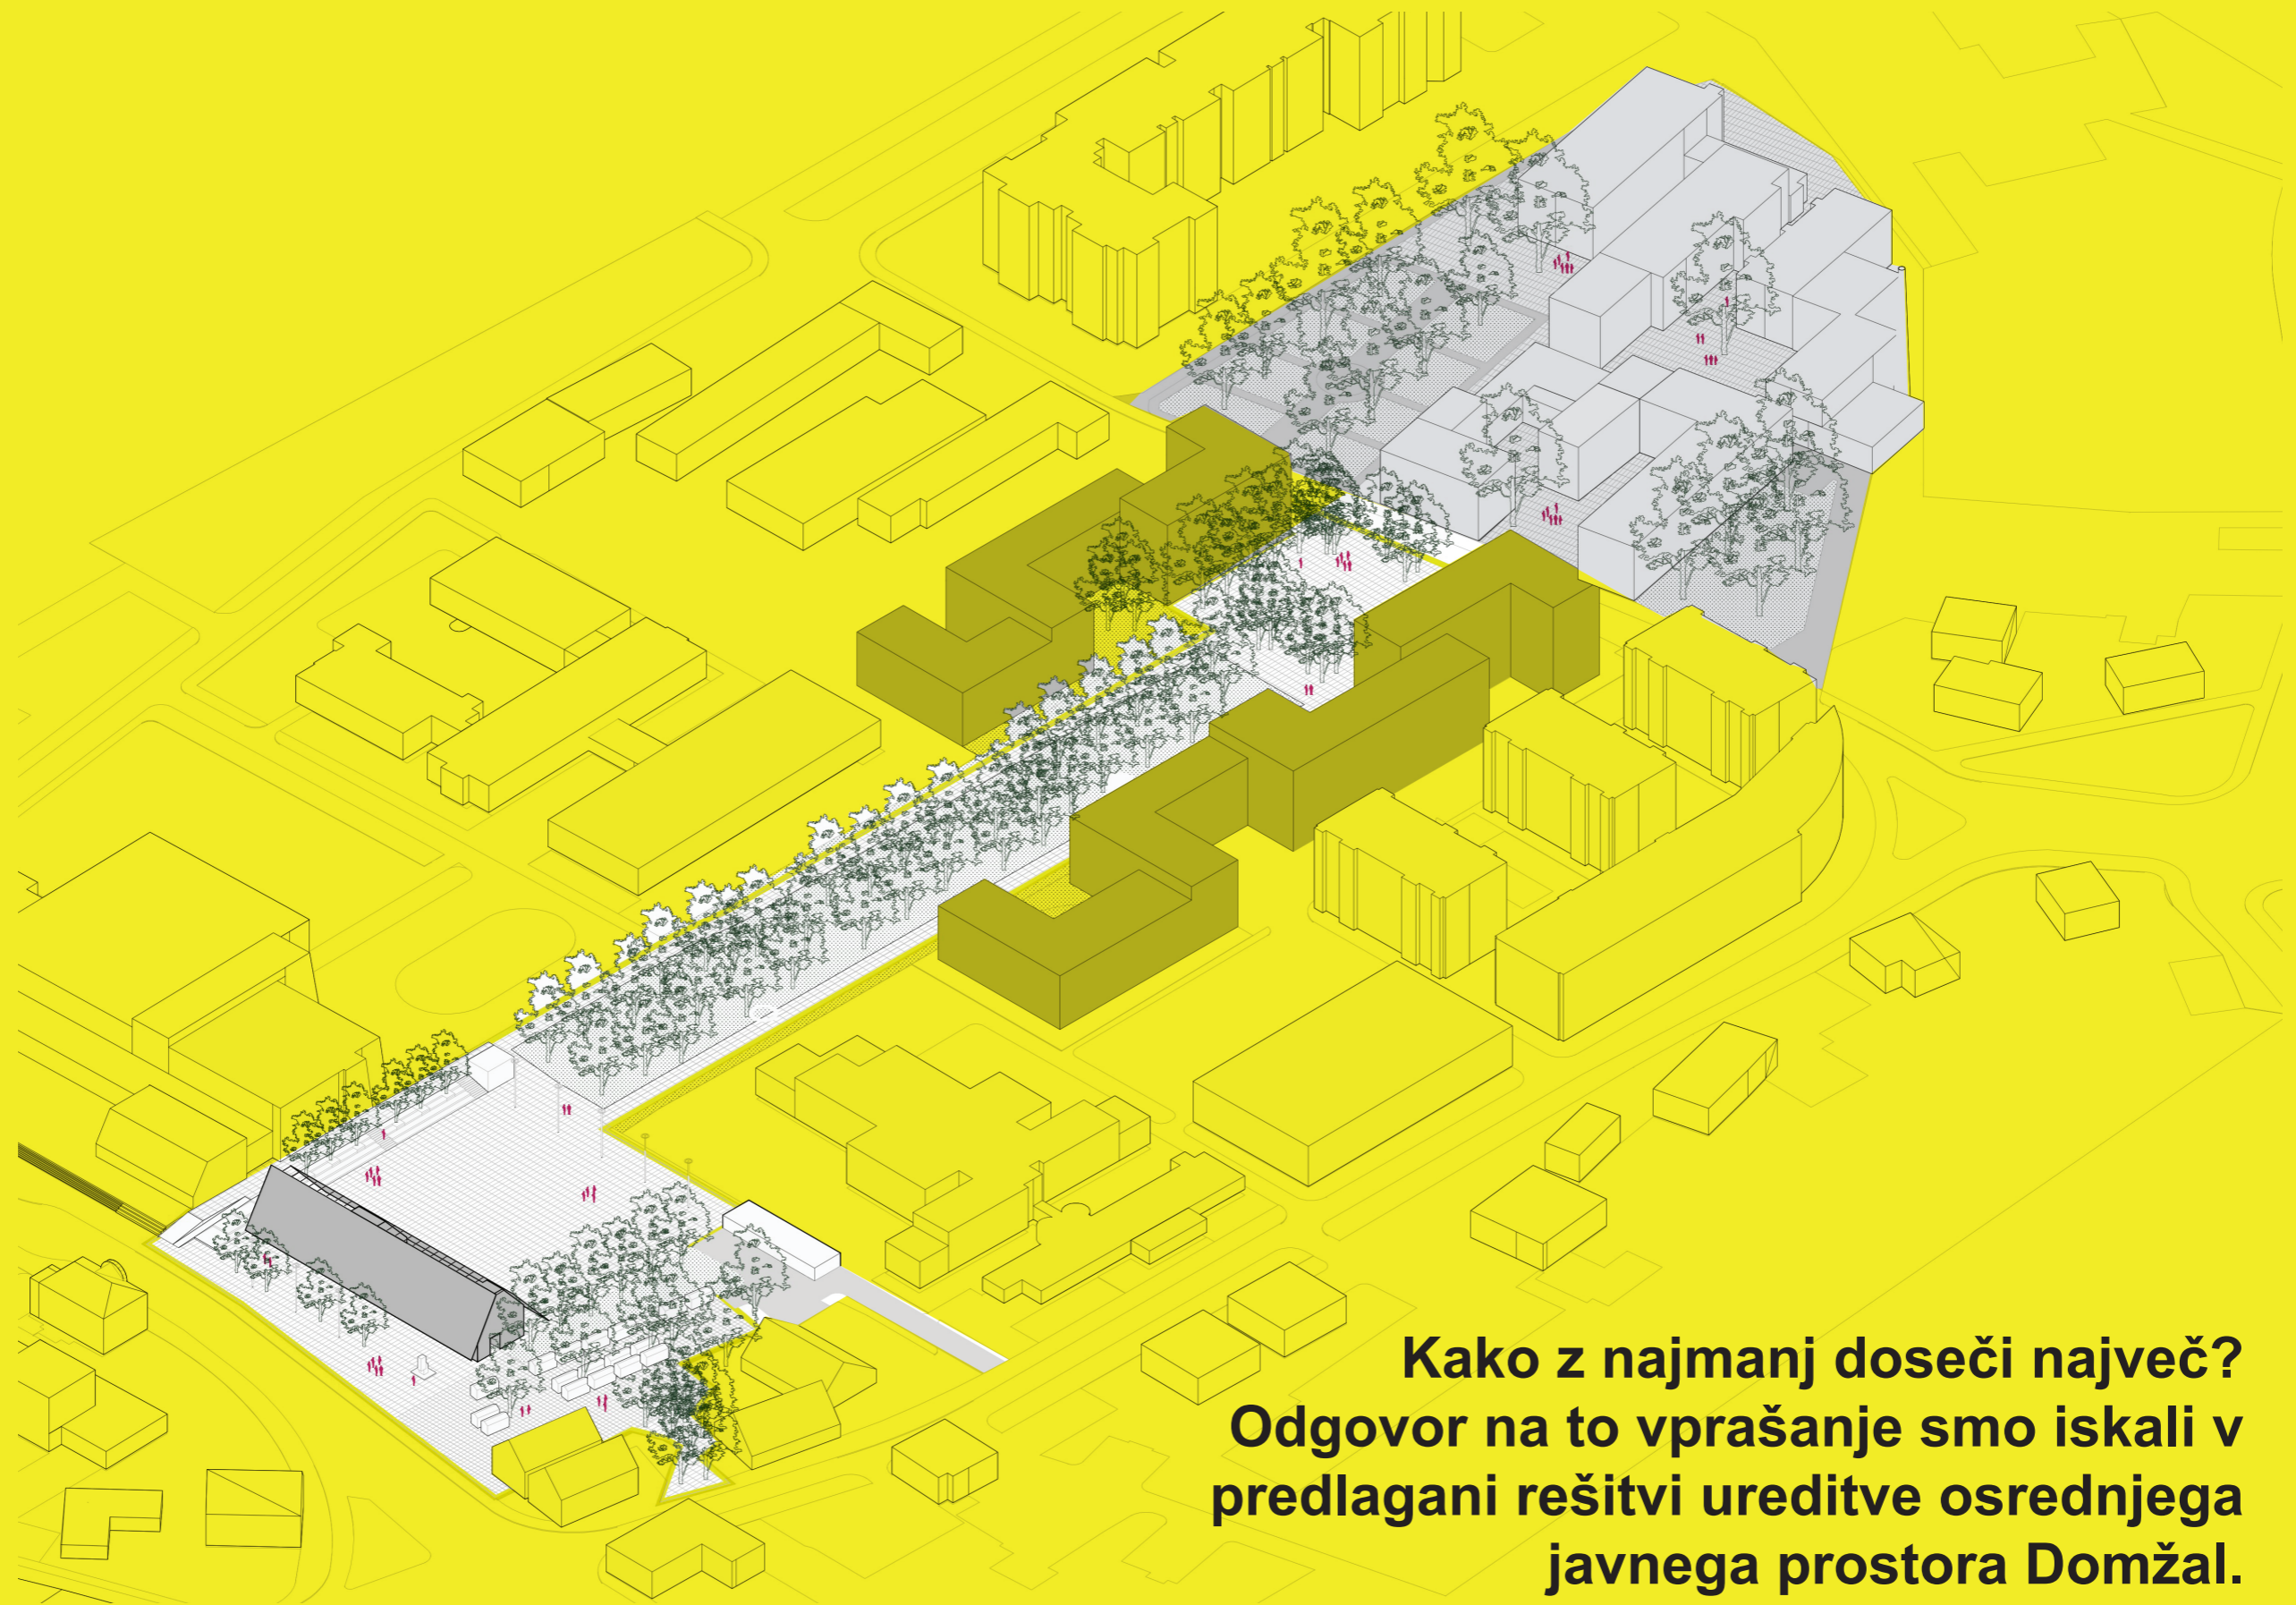 Kako z najmanj doseči največ?
Odgovor na to vprašanje smo iskali v
predlagani rešitvi ureditve osrednjega
javnega prostora Domžal.